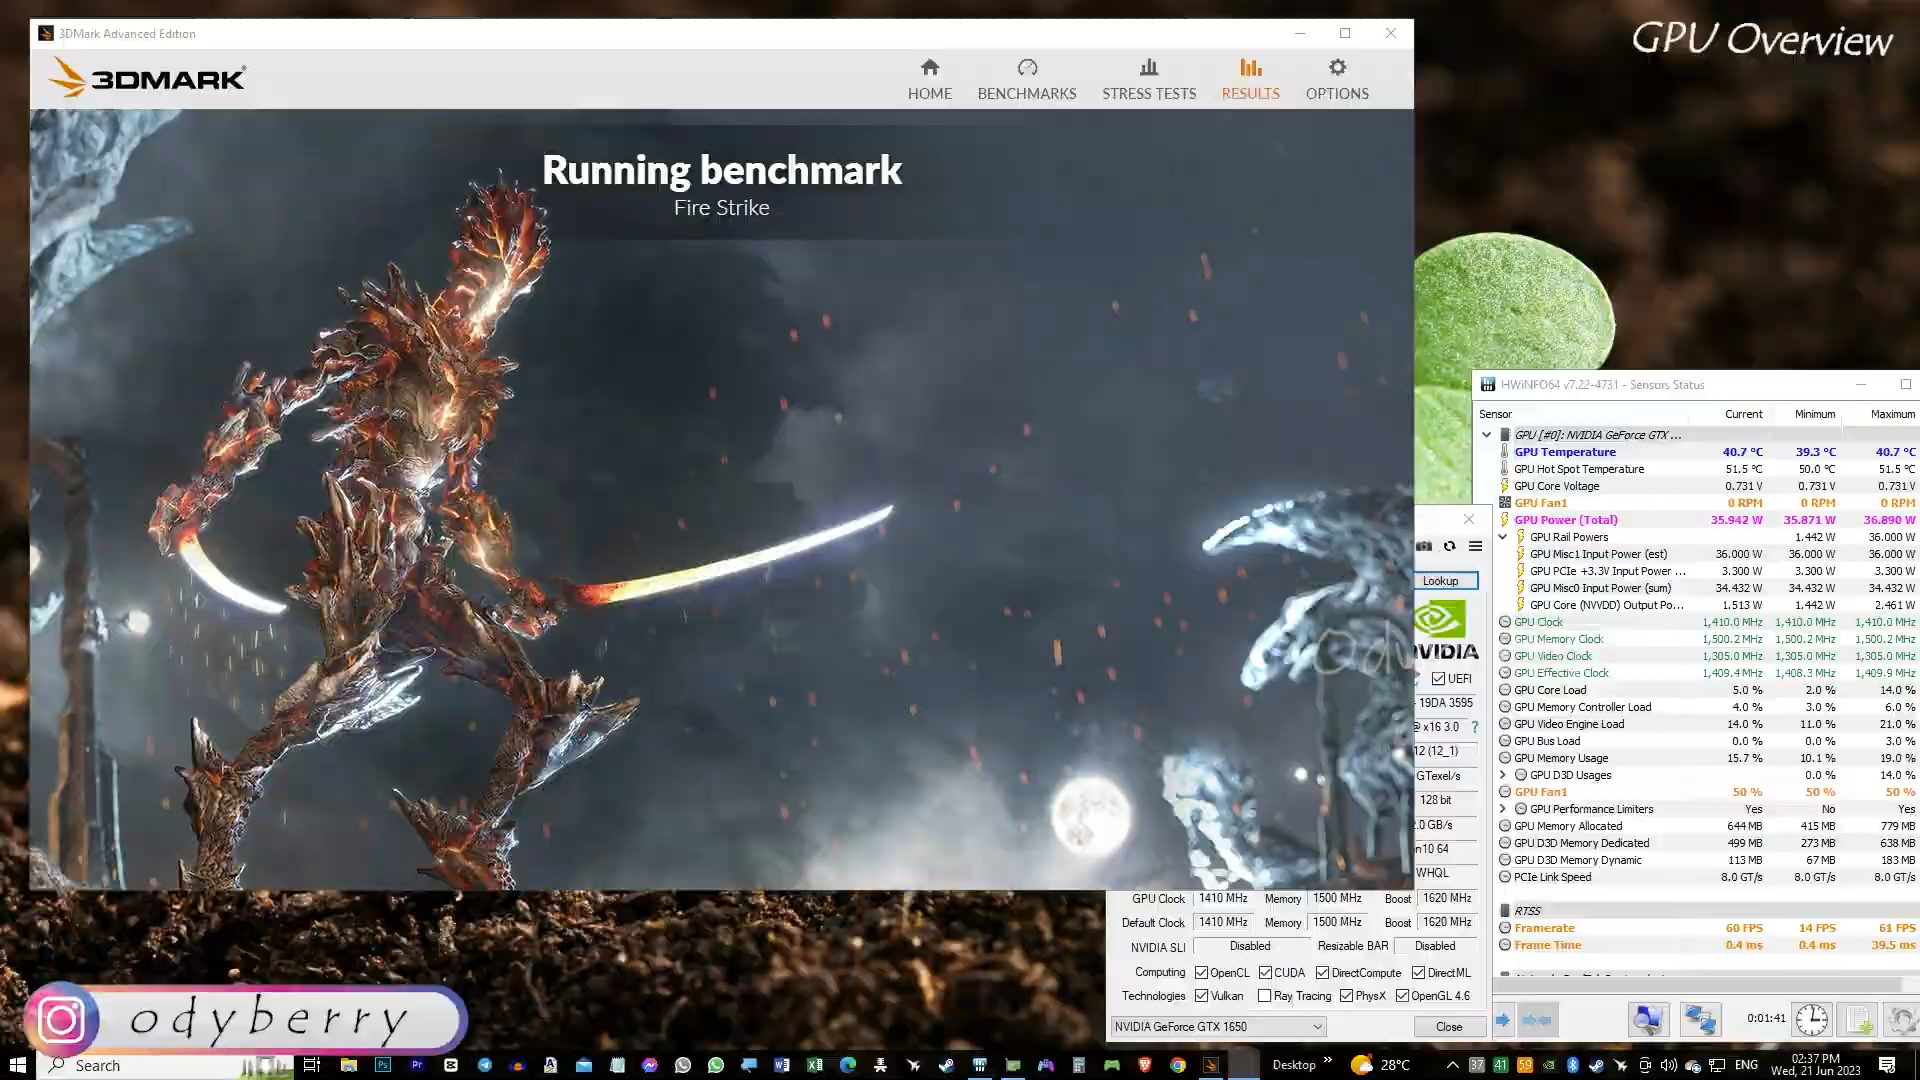 3DMark Advanced Edition
GPU Overview
3DMARK
HOME BENCHMARKS STRESS TESTS RESULTS OPTIONS
Running benchmark
Fire Strike
HWiNFO64 v7.22-4731 - Sensors Status
Sensor Current Minimum Maximum
GPU [#0]: NVIDIA GeForce GTX ...
GPU Temperature 40.7 °C 39.3 °C 40.7 °C
GPU Hot Spot Temperature 51.5 °C 50.0 °C 51.5 °C
GPU Core Voltage 0.731 V 0.731 V 0.731 V
GPU Fan1 0 RPM 0 RPM 0 RPM
GPU Power (Total) 35.942 W 35.871 W 36.890 W
GPU Rail Powers 1.442 W 36.000 W
GPU Misc1 Input Power (est) 36.000 W 36.000 W 36.000 W
GPU PCIe +3.3V Input Power ... 3.300 W 3.300 W 3.300 W
GPU Misc0 Input Power (sum) 34.432 W 34.432 W 34.432 W
GPU Core (NVVDD) Output Po... 1.513 W 1.442 W 2.461 W
GPU Clock 1,410.0 MHz 1,410.0 MHz 1,410.0 MHz
GPU Memory Clock 1,500.2 MHz 1,500.2 MHz 1,500.2 MHz
GPU Video Clock 1,305.0 MHz 1,305.0 MHz 1,305.0 MHz
GPU Effective Clock 1,409.4 MHz 1,408.3 MHz 1,409.9 MHz
GPU Core Load 5.0 % 2.0 % 14.0 %
GPU Memory Controller Load 4.0 % 3.0 % 6.0 %
GPU Video Engine Load 14.0 % 11.0 % 21.0 %
GPU Bus Load 0.0 % 0.0 % 3.0 %
GPU Memory Usage 15.7 % 10.1 % 19.0 %
GPU D3D Usages 0.0 % 14.0 %
GPU Fan1 50 % 50 % 50 %
GPU Performance Limiters Yes No Yes
GPU Memory Allocated 644 MB 415 MB 779 MB
GPU D3D Memory Dedicated 499 MB 273 MB 638 MB
GPU D3D Memory Dynamic 113 MB 67 MB 183 MB
PCIe Link Speed 8.0 GT/s 8.0 GT/s 8.0 GT/s
RTSS
Framerate 60 FPS 14 FPS 61 FPS
Frame Time 0.4 ms 0.4 ms 39.5 ms
0:01:41
Lookup
NVIDIA
UEFI
19DA 3595
x16 3.0 ?
12 (12_1)
GTexel/s
128 bit
.0 GB/s
n10 64
WHQL
GPU Clock 1410 MHz Memory 1500 MHz Boost 1620 MHz
Default Clock 1410 MHz Memory 1500 MHz Boost 1620 MHz
NVIDIA SLI Disabled Resizable BAR Disabled
Computing OpenCL CUDA DirectCompute DirectML
Technologies Vulkan Ray Tracing PhysX OpenGL 4.6
NVIDIA GeForce GTX 1650 Close
odyberry
Search
Desktop
28°C
37 41 59
ENG
02:37 PM
Wed, 21 Jun 2023